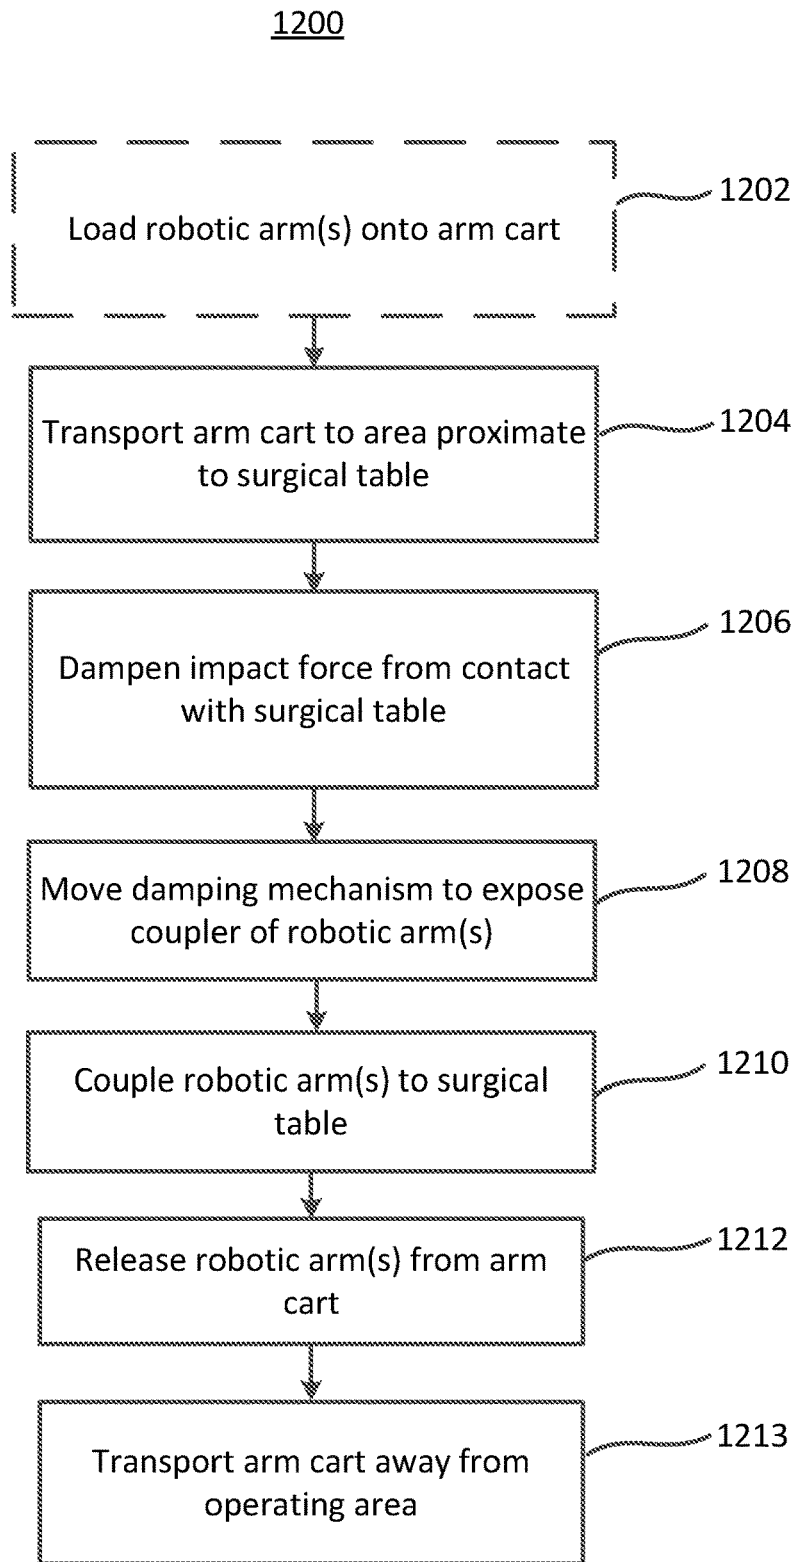 1200
Load robotic arm(s) onto arm cart
1202
Transport arm cart to area proximate
to surgical table
1204
Dampen impact force from contact
with surgical table
1206
Move damping mechanism to expose
coupler of robotic arm(s)
1208
Couple robotic arm(s) to surgical
table
1210
Release robotic arm(s) from arm
cart
1212
Transport arm cart away from
operating area
1213